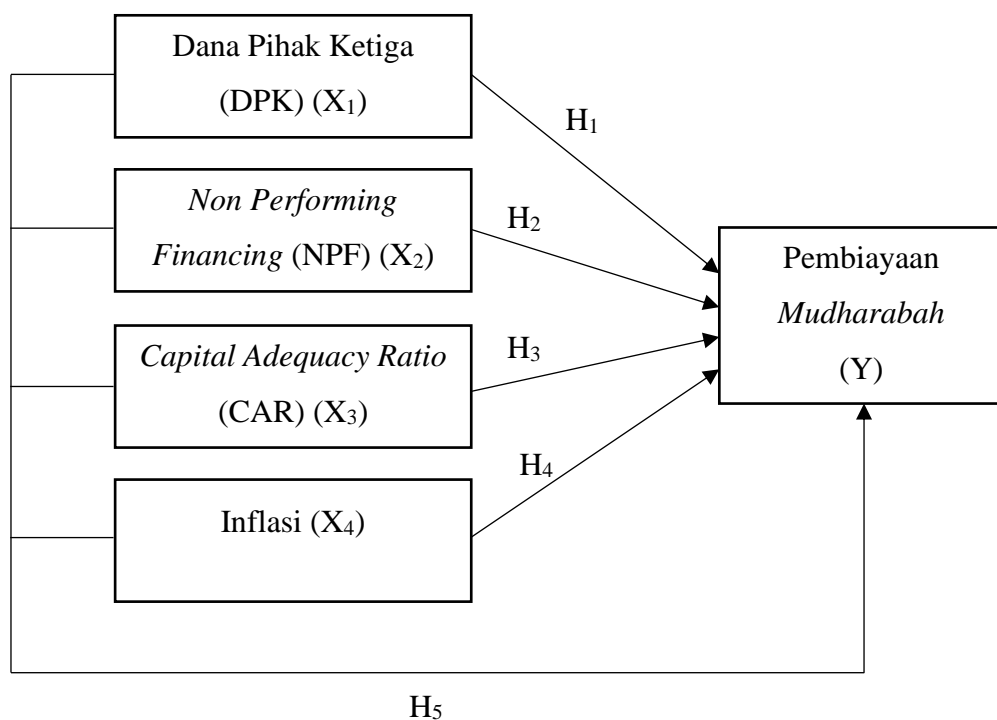 Dana Pihak Ketiga
(DPK) (X₁)
H₁
Non Performing
Financing (NPF) (X₂)
H₂
Pembiayaan
Mudharabah
(Y)
Capital Adequacy Ratio
(CAR) (X₃)
H₃
H₄
Inflasi (X₄)
H₅